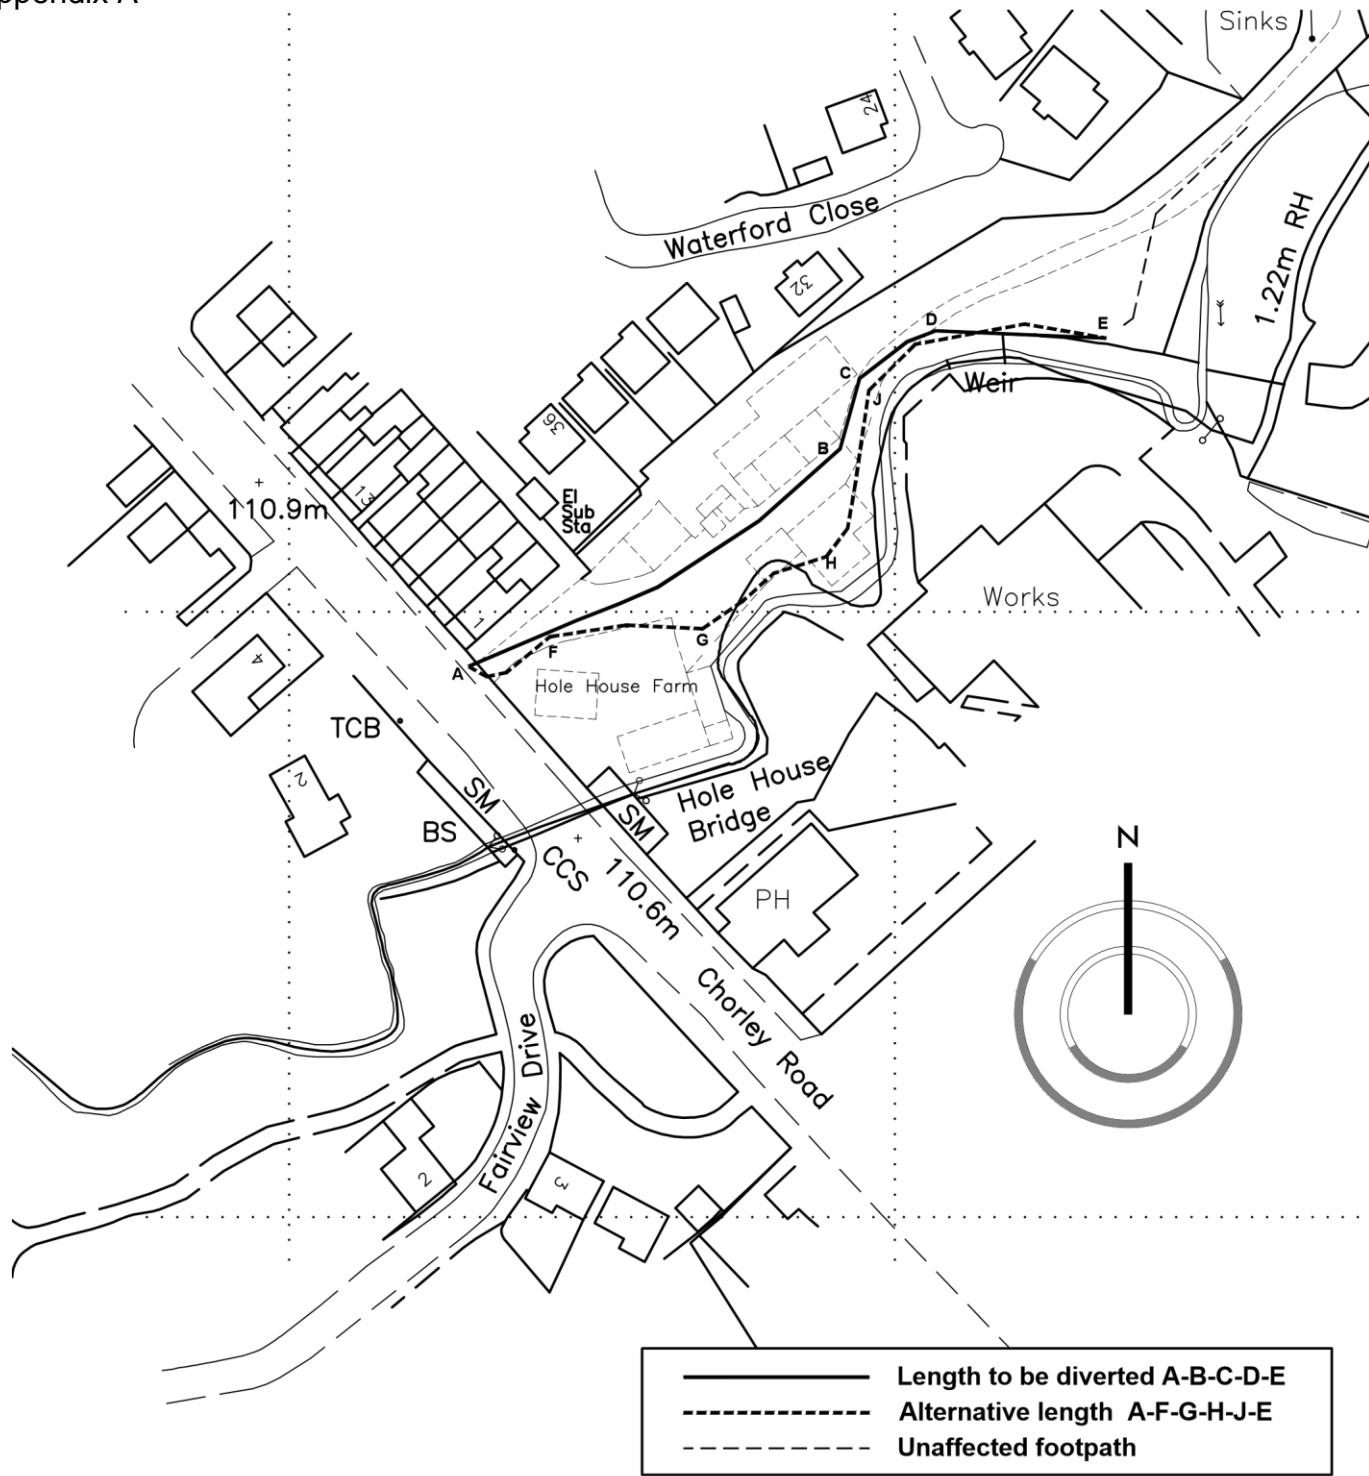 ppendix A
Sinks
24
Waterford Close
1.22m RH
32
D
E
C
J
Weir
36
B
13
El
Sub
Sta
110.9m
H
Works
1
F
G
4
A
Hole House Farm
TCB
2
SM
Hole House
Bridge
SM
BS
CCS
N
110.6m
PH
Chorley Road
Fairview Drive
2
3
Length to be diverted A-B-C-D-E
Alternative length A-F-G-H-J-E
Unaffected footpath